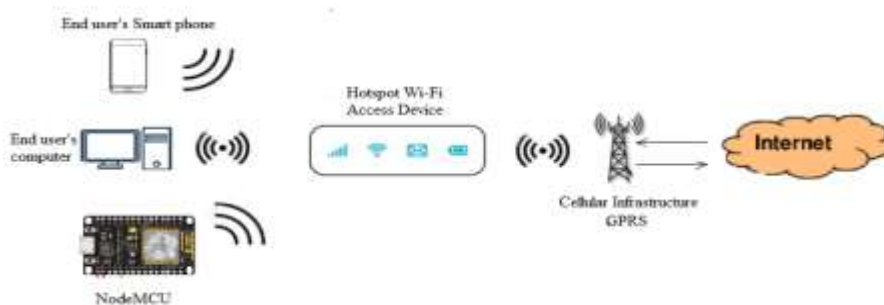 End user's Smart phone
Hotspot Wi-Fi
Access Device
End user's
computer
Internet
Cellular Infrastructure
GPRS
NodeMCU